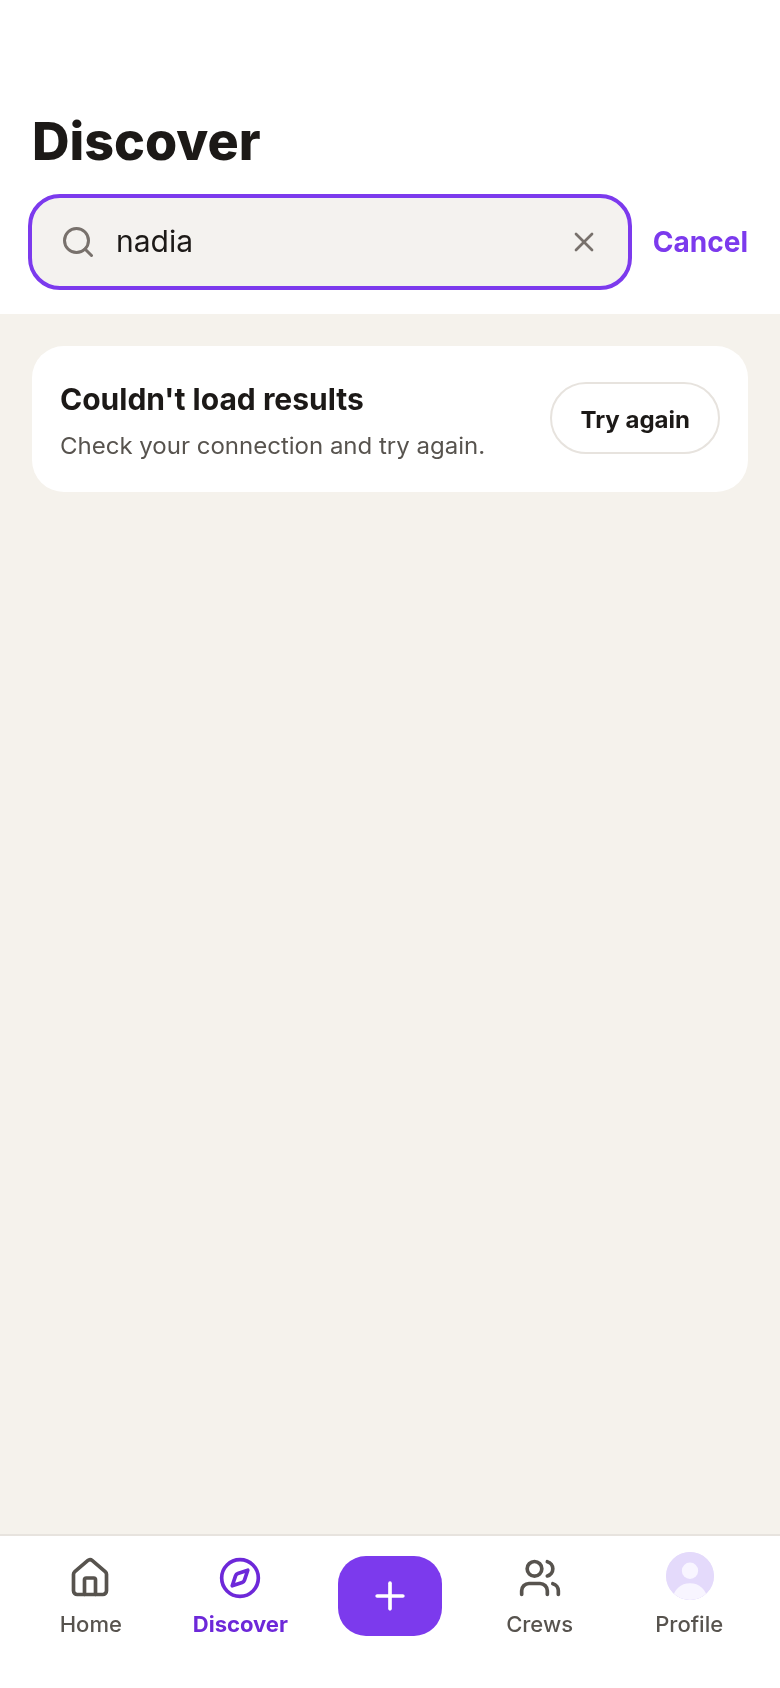 Discover
nadia
Cancel
Couldn't load results
Check your connection and try again.
Try again
Home
Discover
Crews
Profile